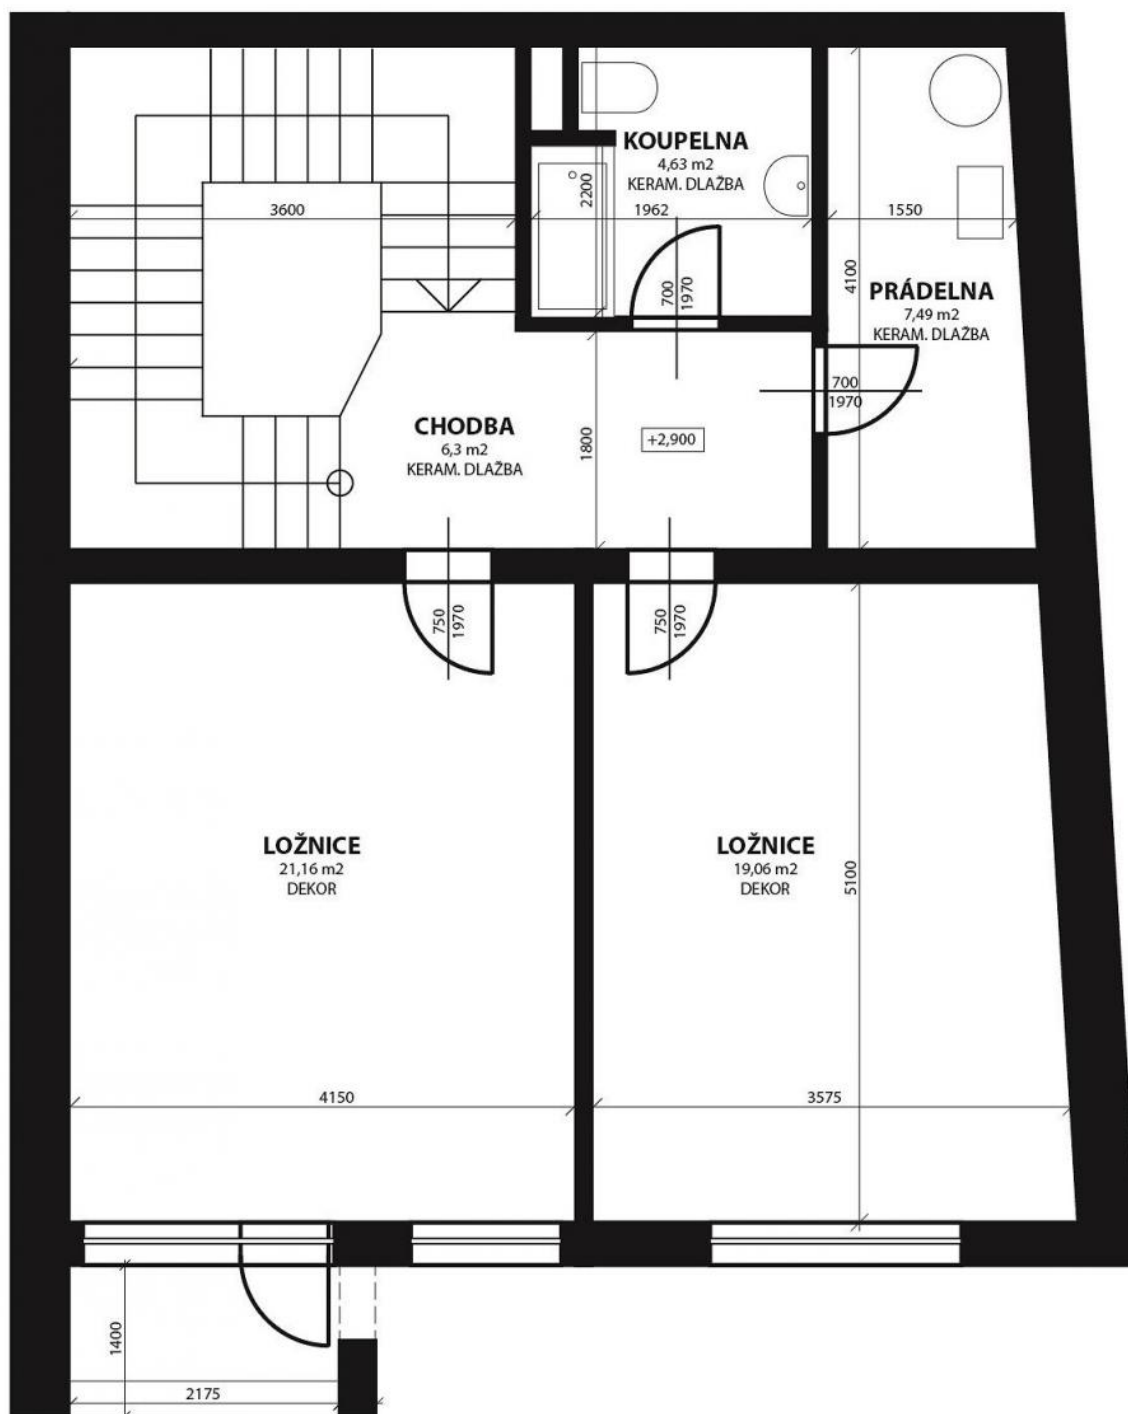 KOUPELNA
4,63 m2
KERAM. DLAŽBA
2200
3600
1962
1550
700
1970
4100
PRÁDELNA
7,49 m2
KERAM. DLAŽBA
700
1970
CHODBA
6,3 m2
KERAM. DLAŽBA
1800
+2,900
750
1970
750
1970
LOŽNICE
21,16 m2
DEKOR
LOŽNICE
19,06 m2
DEKOR
5100
4150
3575
1400
2175